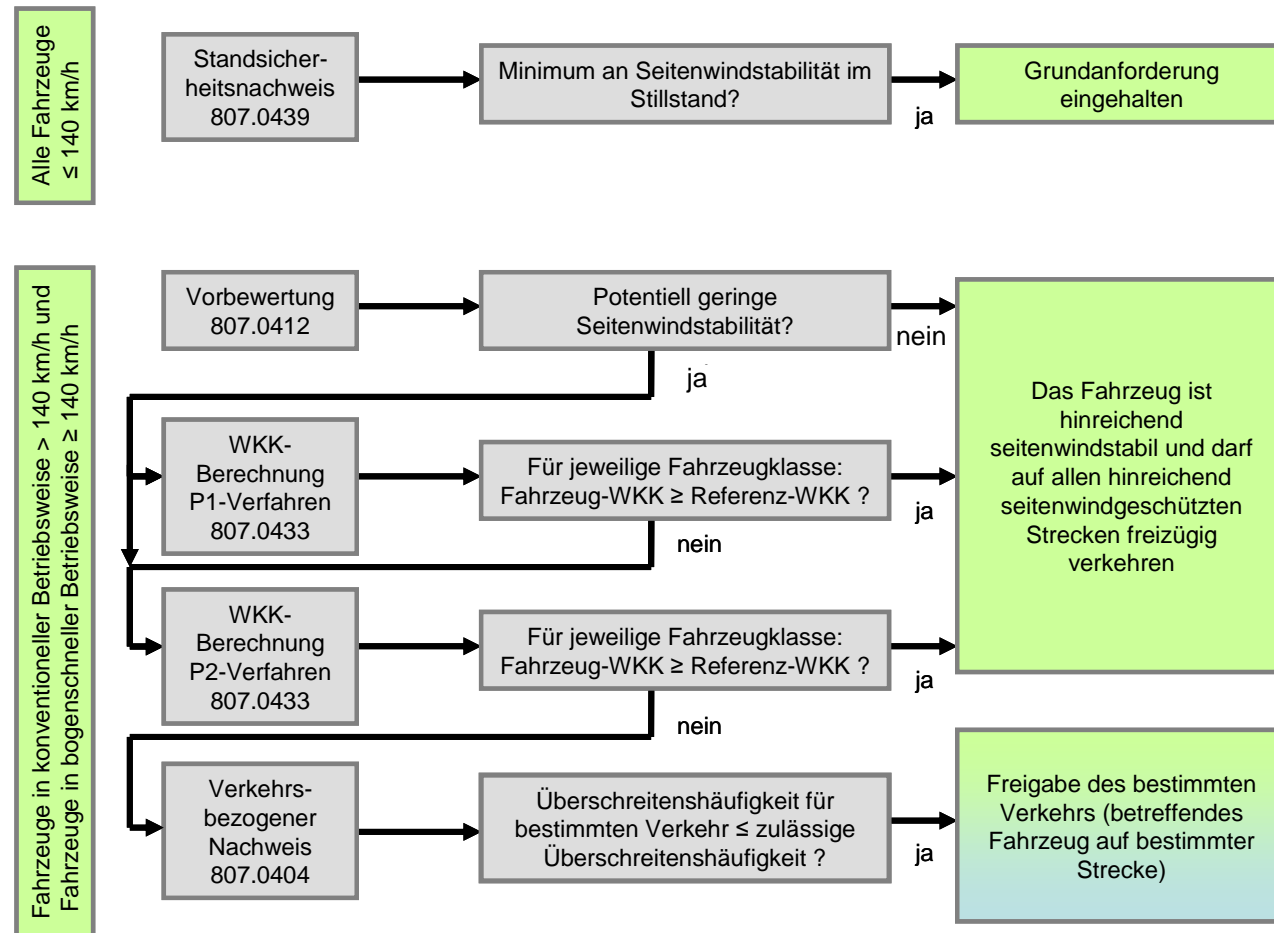 Alle Fahrzeuge
≤ 140 km/h
Standsicher-
heitsnachweis
807.0439
Minimum an Seitenwindstabilität im
Stillstand?
ja
Grundanforderung
eingehalten
Fahrzeuge in konventioneller Betriebsweise > 140 km/h und
Fahrzeuge in bogenschneller Betriebsweise ≥ 140 km/h
Vorbewertung
807.0412
Potentiell geringe
Seitenwindstabilität?
nein
ja
Das Fahrzeug ist
hinreichend
seitenwindstabil und darf
auf allen hinreichend
seitenwindgeschützten
Strecken freizügig
verkehren
WKK-
Berechnung
P1-Verfahren
807.0433
Für jeweilige Fahrzeugklasse:
Fahrzeug-WKK ≥ Referenz-WKK ?
ja
nein
WKK-
Berechnung
P2-Verfahren
807.0433
Für jeweilige Fahrzeugklasse:
Fahrzeug-WKK ≥ Referenz-WKK ?
ja
nein
Verkehrs-
bezogener
Nachweis
807.0404
Überschreitenshäufigkeit für
bestimmten Verkehr ≤ zulässige
Überschreitenshäufigkeit ?
ja
Freigabe des bestimmten
Verkehrs (betreffendes
Fahrzeug auf bestimmter
Strecke)